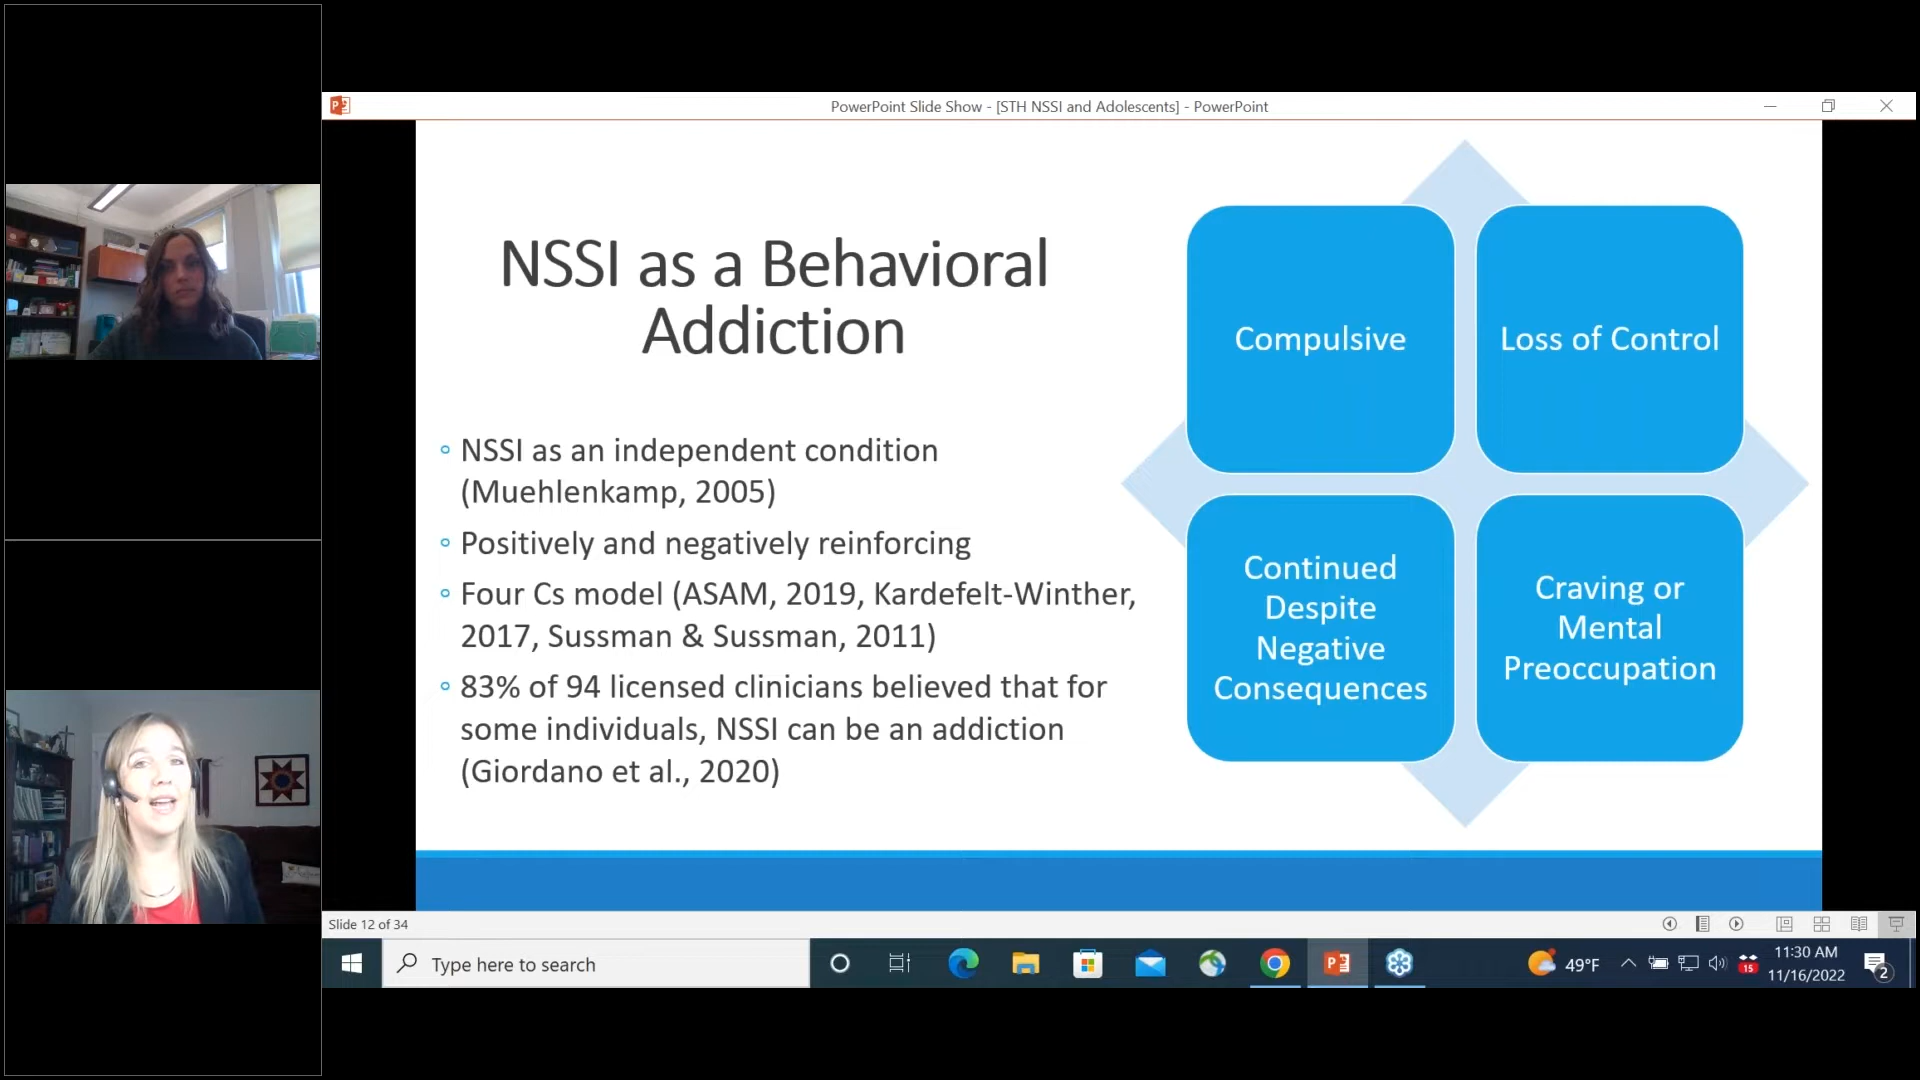 PowerPoint Slide Show - [STH NSSI and Adolescents] - PowerPoint
NSSI as a Behavioral
Addiction
NSSI as an independent condition
(Muehlenkamp, 2005)
Positively and negatively reinforcing
Four Cs model (ASAM, 2019, Kardefelt-Winther,
2017, Sussman & Sussman, 2011)
83% of 94 licensed clinicians believed that for
some individuals, NSSI can be an addiction
(Giordano et al., 2020)
Compulsive
Loss of Control
Continued
Despite
Negative
Consequences
Craving or
Mental
Preoccupation
Slide 12 of 34
Type here to search
49°F
15
11:30 AM
11/16/2022
2